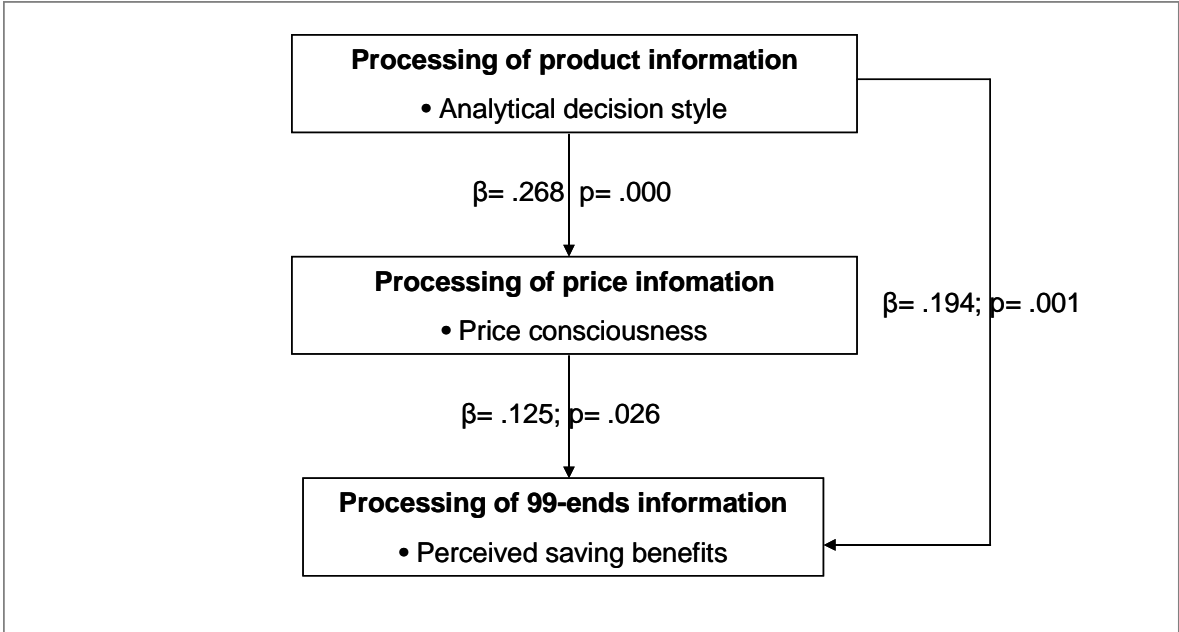 Processing of product information
• Analytical decision style
β= .268 p= .000
Processing of price infomation
• Price consciousness
β= .194; p= .001
β= .125; p= .026
Processing of 99-ends information
• Perceived saving benefits